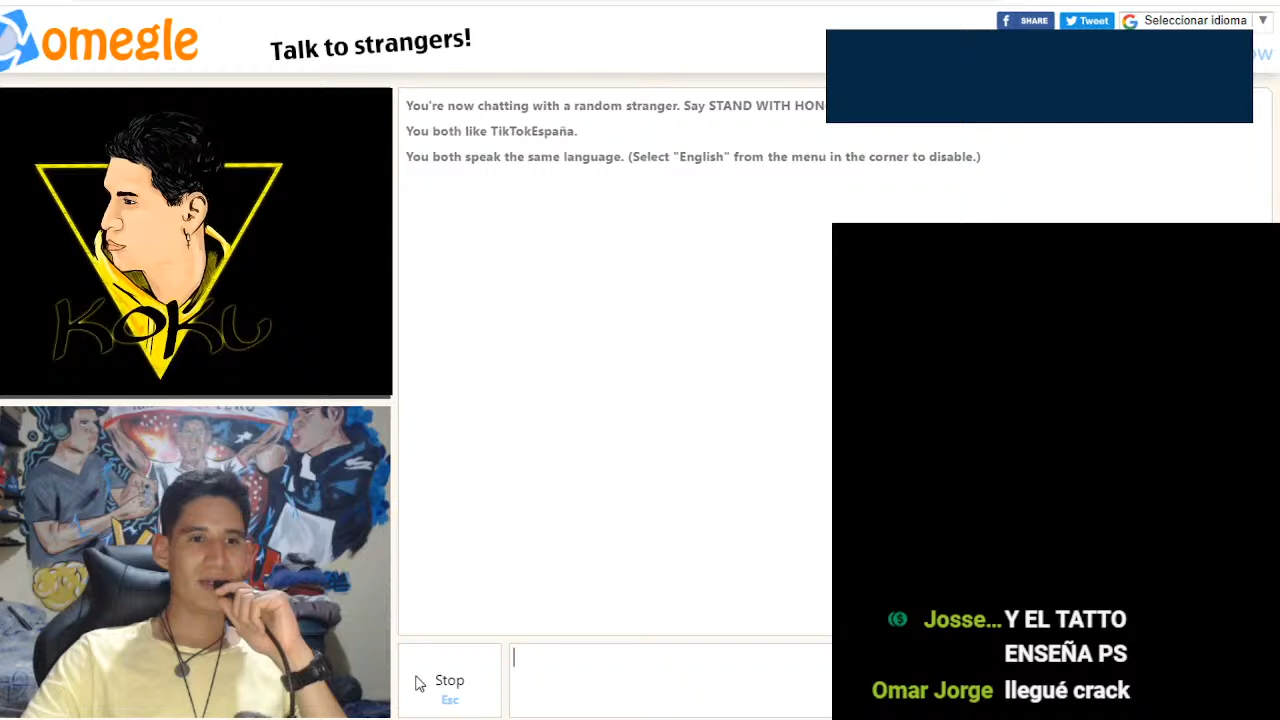 omegle
Talk to strangers!
SHARE
Tweet
Seleccionar idioma
You're now chatting with a random stranger. Say STAND WITH
You both like TikTokEspaña.
You both speak the same language. (Select "English" from the menu in the corner to disable.)
KOKU
Stop
Esc
Josse... Y EL TATTO
ENSEÑA PS
Omar Jorge llegué crack